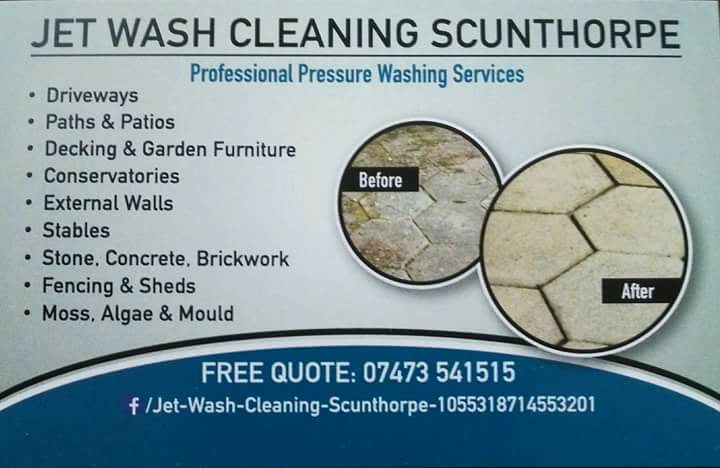 JET WASH CLEANING SCUNTHORPE
Professional Pressure Washing Services
• Driveways
• Paths & Patios
• Decking & Garden Furniture
• Conservatories
• External Walls
• Stables
• Stone, Concrete, Brickwork
• Fencing & Sheds
• Moss, Algae & Mould
Before
After
FREE QUOTE: 07473 541515
f /Jet-Wash-Cleaning-Scunthorpe-1055318714553201